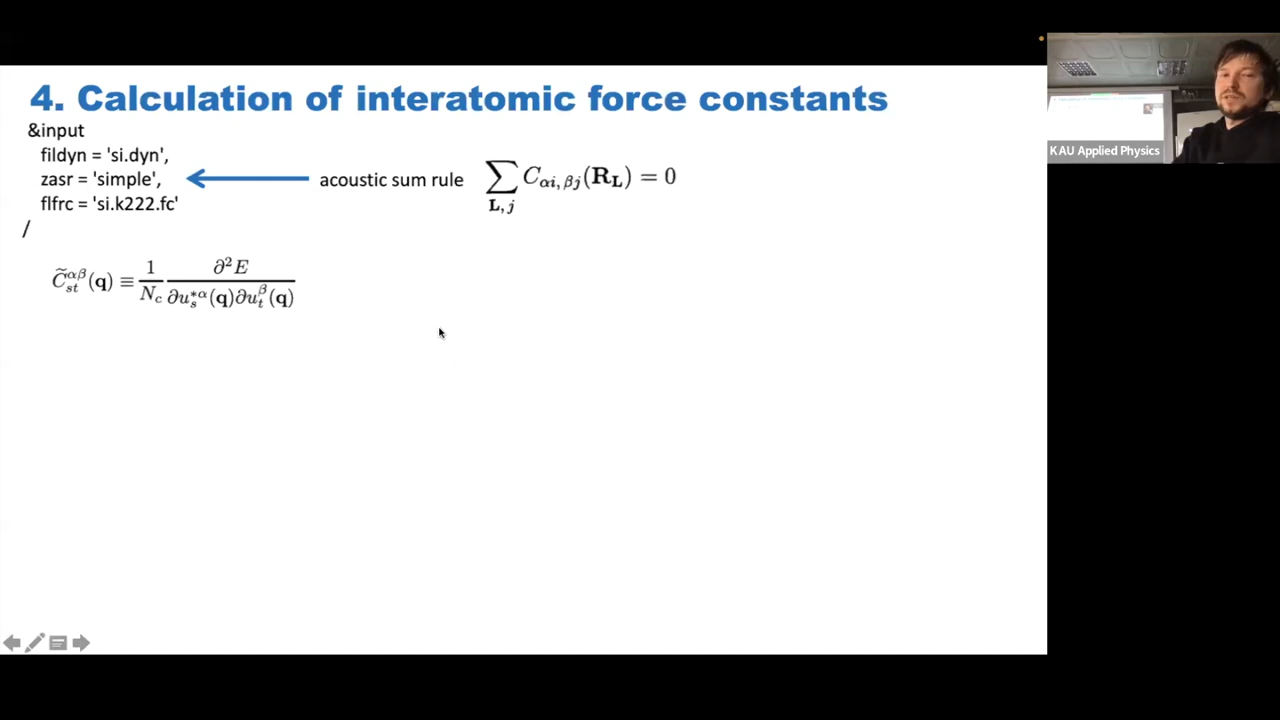 4. Calculation of interatomic force constants
&input
fildyn = 'si.dyn',
zasr = 'simple',
flfrc = 'si.k222.fc'
/
acoustic sum rule
∑_{L,j} C_{αi,βj}(R_L) = 0
C̃_{st}^{αβ}(q) ≡ 1/N_c ∂²E/∂u_s^{*α}(q)∂u_t^β(q)
KAU Applied Physics